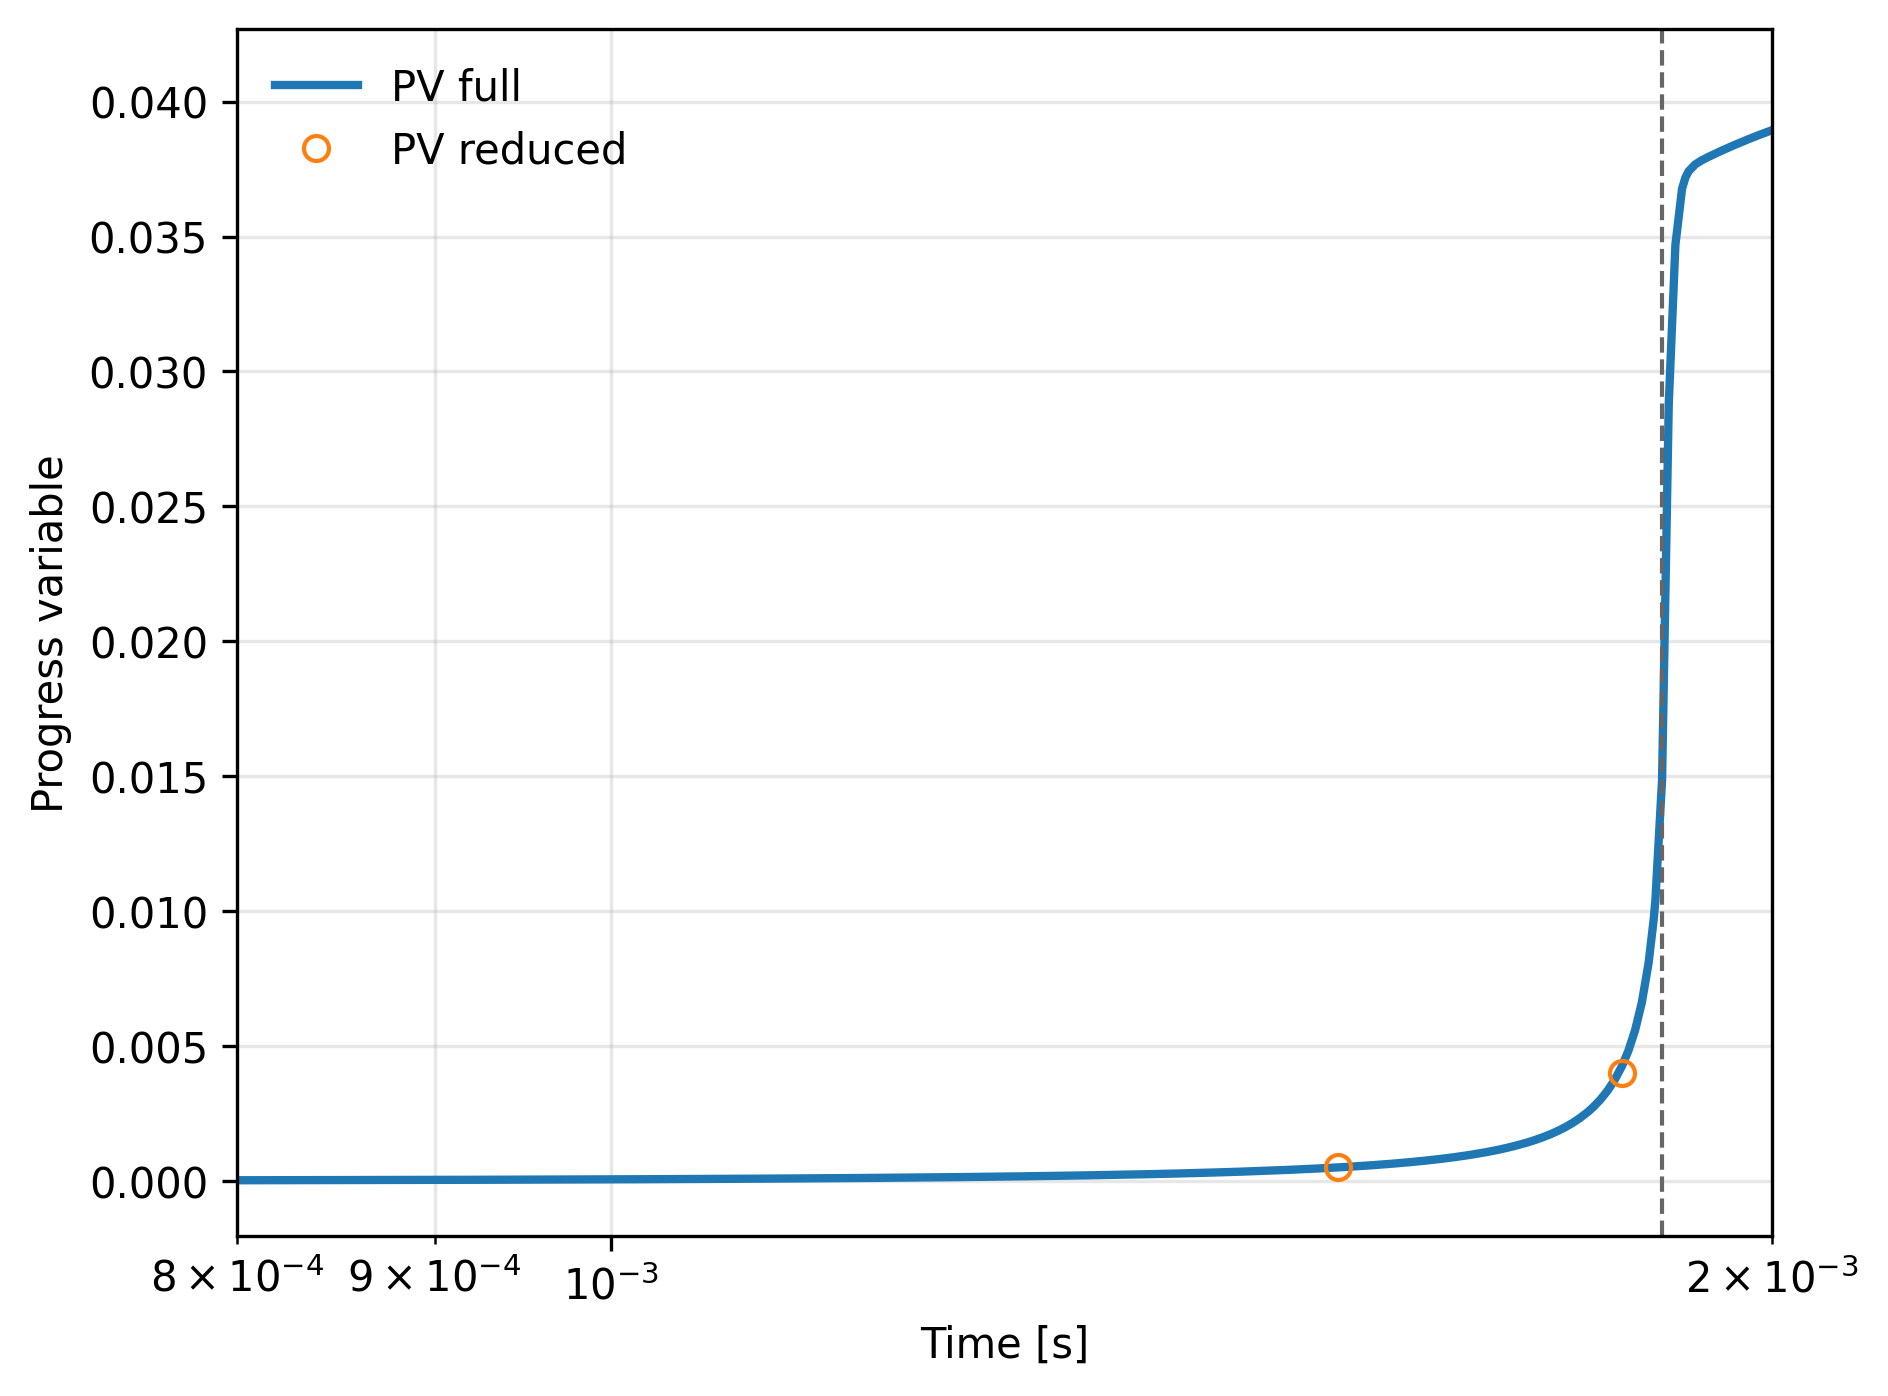 PV full
PV reduced
0.040
0.035
0.030
0.025
0.020
0.015
0.010
0.005
0.000
Progress variable
8 × 10⁻⁴
9 × 10⁻⁴
10⁻³
2 × 10⁻³
Time [s]